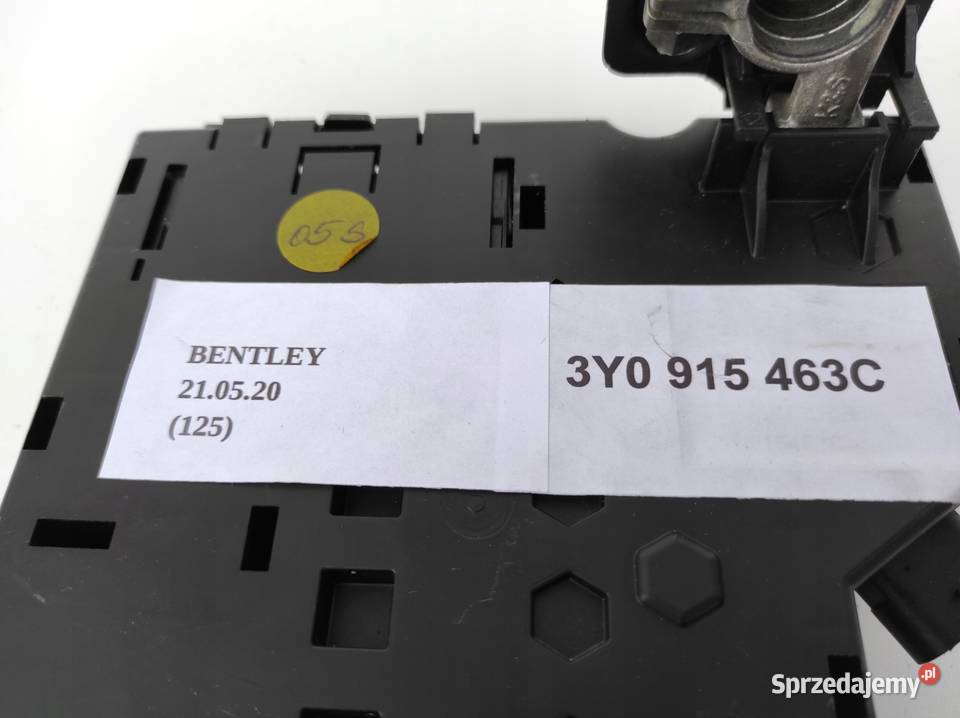 05S
BENTLEY
21.05.20
(125)
3Y0 915 463C
Sprzedajemy.pl